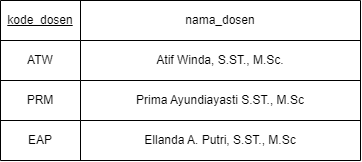 kode_dosen nama_dosen
ATW Atif Winda, S.ST., M.Sc.
PRM Prima Ayundiayasti S.ST., M.Sc
EAP Ellanda A. Putri, S.ST., M.Sc